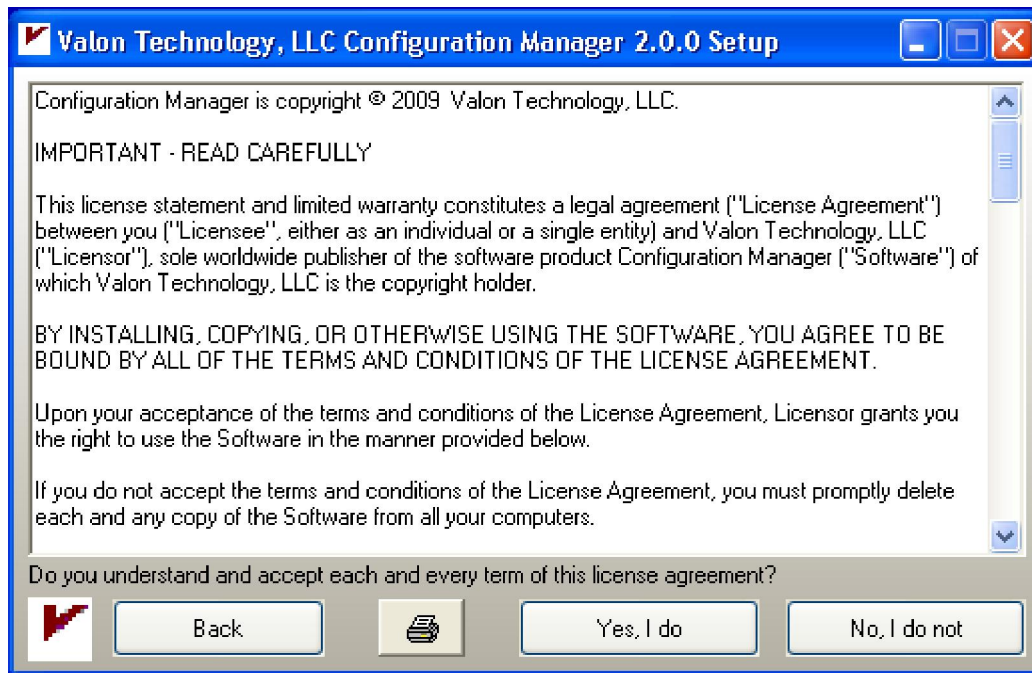 Valon Technology, LLC Configuration Manager 2.0.0 Setup
Configuration Manager is copyright © 2009 Valon Technology, LLC.
IMPORTANT - READ CAREFULLY
This license statement and limited warranty constitutes a legal agreement ("License Agreement")
between you ("Licensee", either as an individual or a single entity) and Valon Technology, LLC
("Licensor"), sole worldwide publisher of the software product Configuration Manager ("Software") of
which Valon Technology, LLC is the copyright holder.
BY INSTALLING, COPYING, OR OTHERWISE USING THE SOFTWARE, YOU AGREE TO BE
BOUND BY ALL OF THE TERMS AND CONDITIONS OF THE LICENSE AGREEMENT.
Upon your acceptance of the terms and conditions of the License Agreement, Licensor grants you
the right to use the Software in the manner provided below.
If you do not accept the terms and conditions of the License Agreement, you must promptly delete
each and any copy of the Software from all your computers.
Do you understand and accept each and every term of this license agreement?
Back
Yes, I do
No, I do not